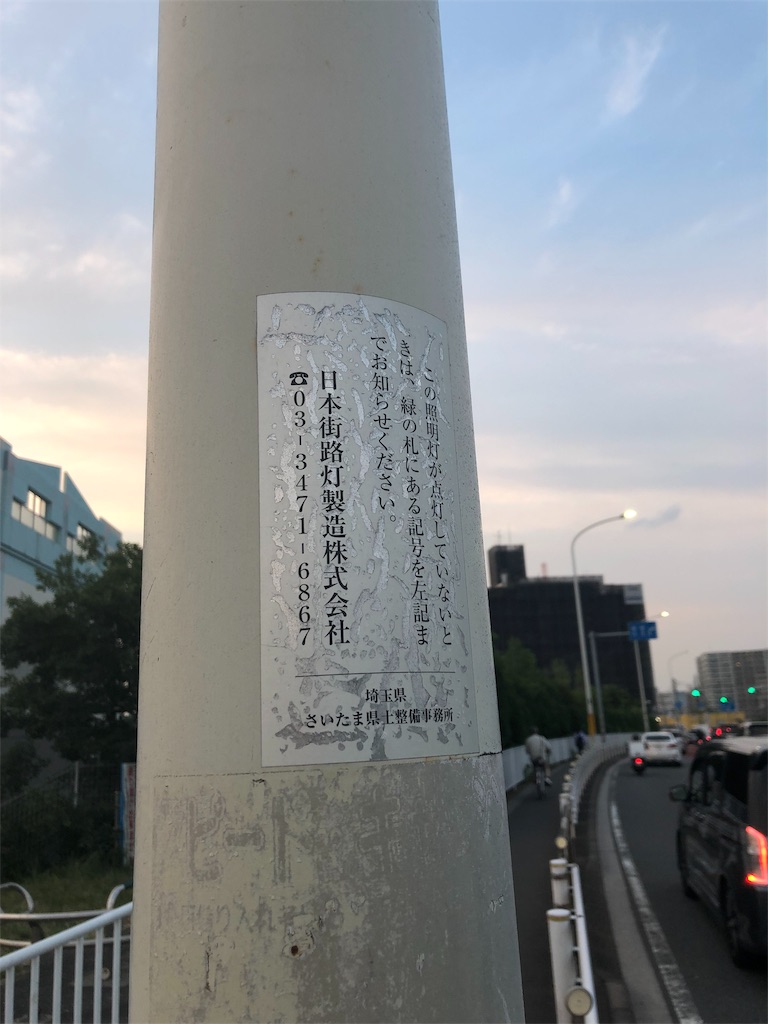 この照明灯が点灯していないと
きは、緑の札にある記号を左記ま
でお知らせください。
日本街路灯製造株式会社
☎03-3471-6867
埼玉県
さいたま県土整備事務所
ピード